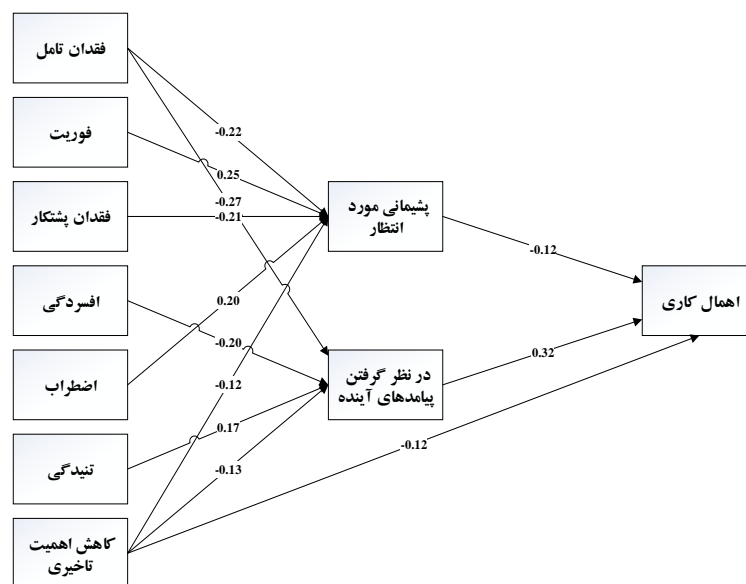 فقدان تامل
فوریت
فقدان پشتکار
افسردگی
اضطراب
تنیدگی
کاهش اهمیت
تاخیری
-0.22
0.25
-0.27
-0.21
0.20
-0.20
-0.12
0.17
-0.13
پشیمانی مورد
انتظار
در نظر گرفتن
پیامدهای آینده
-0.12
0.32
-0.12
اهمال کاری